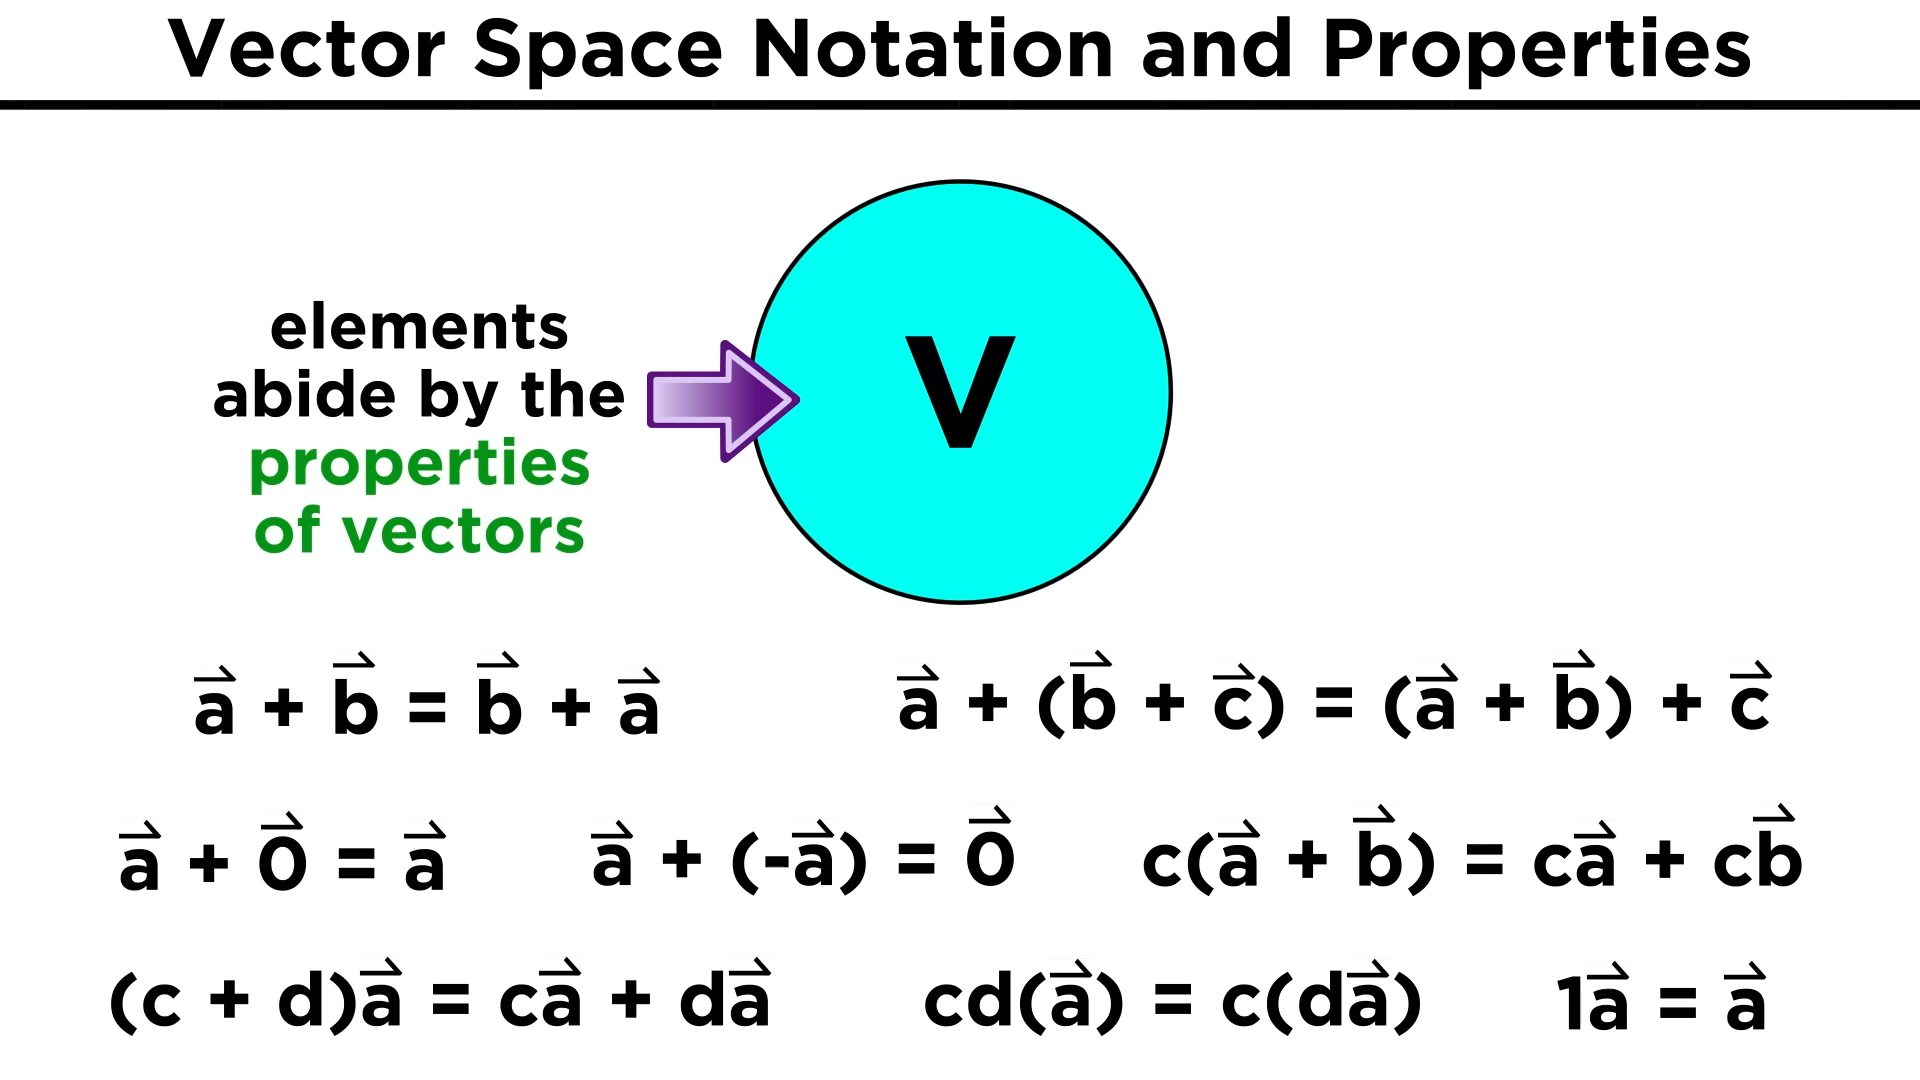 Vector Space Notation and Properties
elements
abide by the
properties
of vectors
V
a⃗ + b⃗ = b⃗ + a⃗
a⃗ + (b⃗ + c⃗) = (a⃗ + b⃗) + c⃗
a⃗ + 0⃗ = a⃗
a⃗ + (-a⃗) = 0⃗
c(a⃗ + b⃗) = ca⃗ + cb⃗
(c + d)a⃗ = ca⃗ + da⃗
cd(a⃗) = c(da⃗)
1a⃗ = a⃗